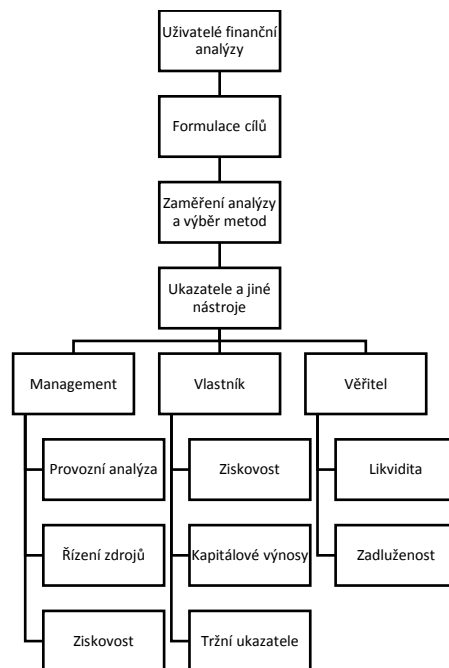 Uživatelé finanční
analýzy
Formulace cílů
Zaměření analýzy
a výběr metod
Ukazatele a jiné
nástroje
Management
Vlastník
Věřitel
Provozní analýza
Ziskovost
Likvidita
Řízení zdrojů
Kapitálové výnosy
Zadluženost
Ziskovost
Tržní ukazatele